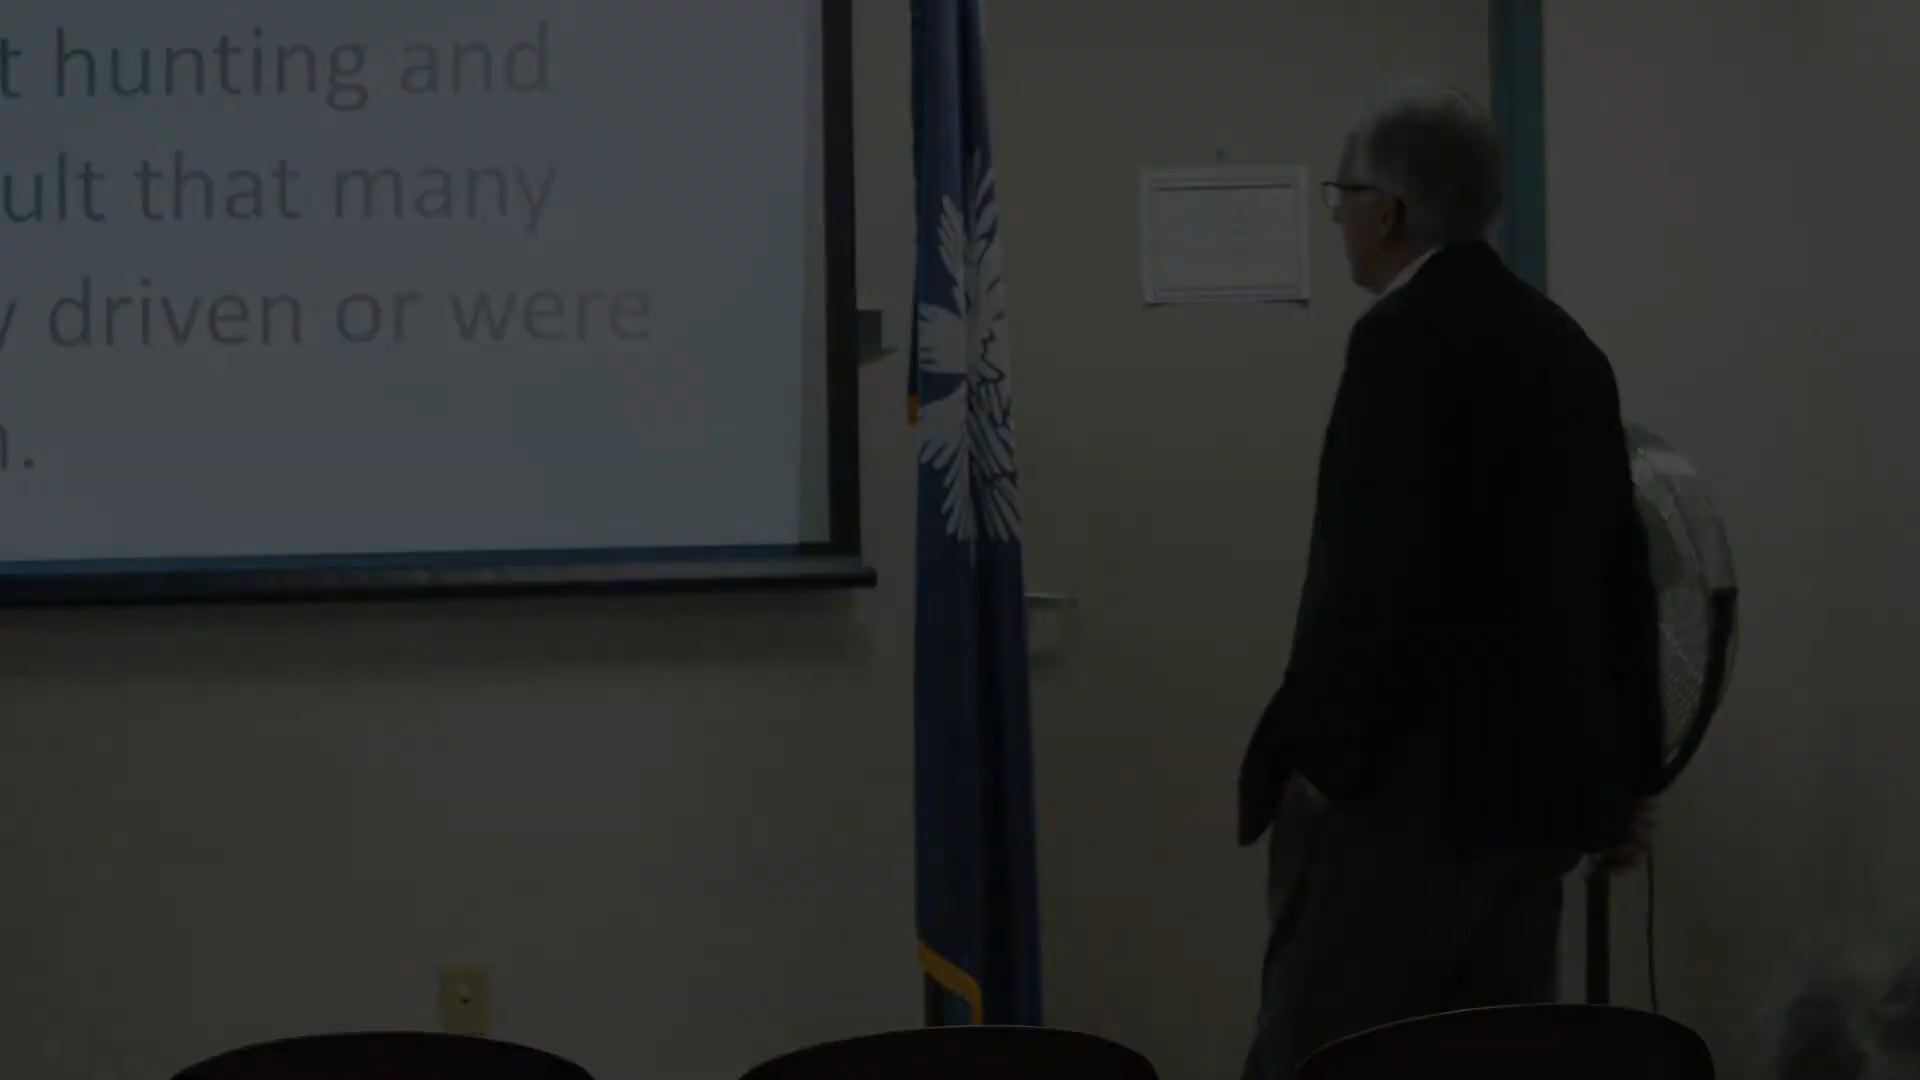 t hunting and
ult that many
y driven or were
n.